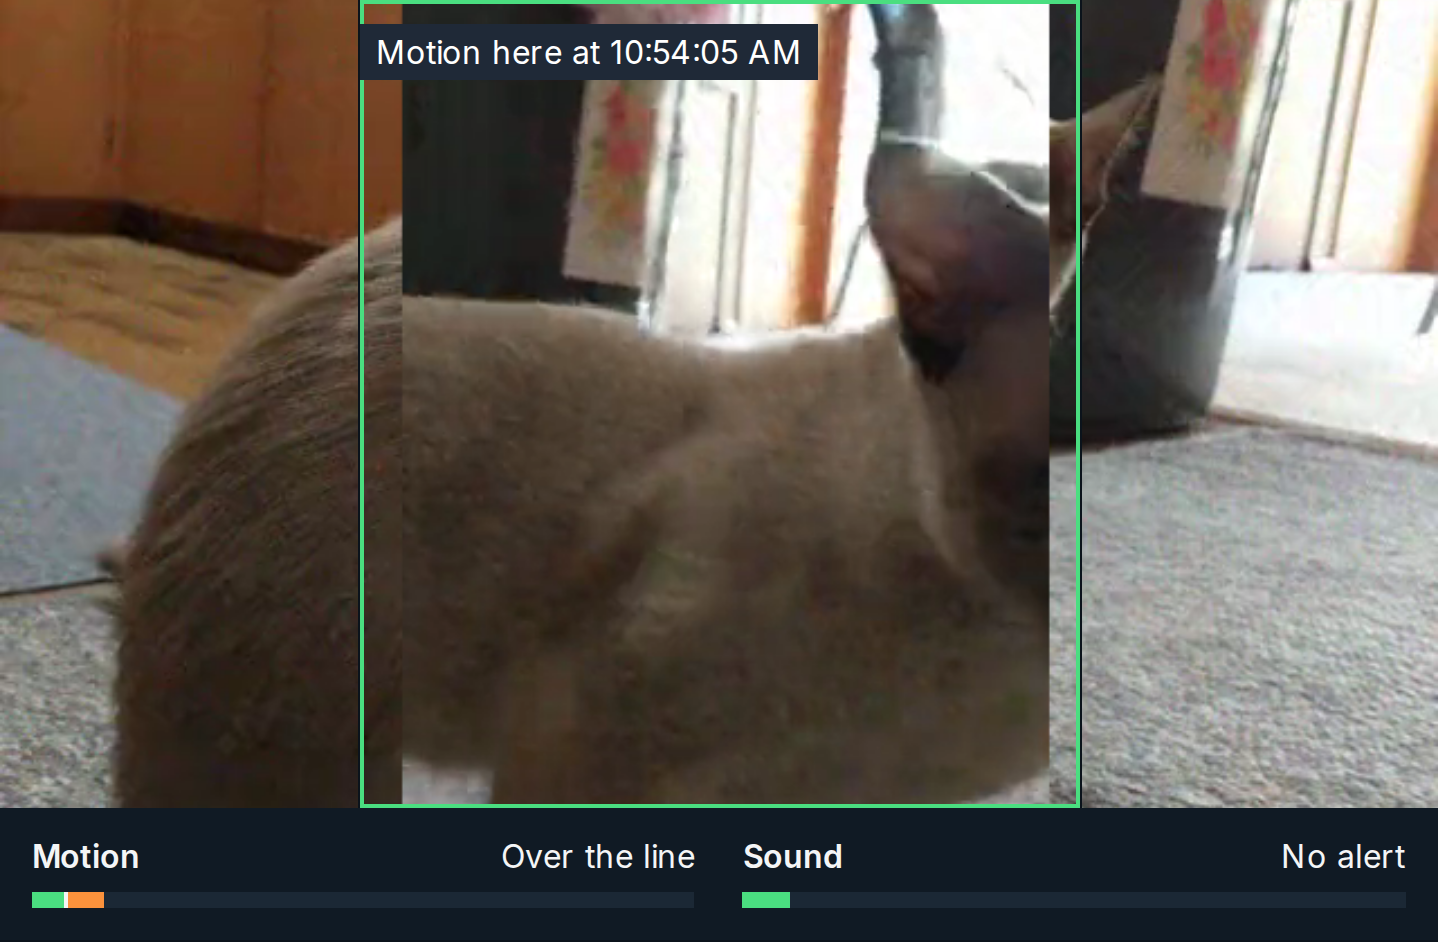 Motion here at 10:54:05 AM
Motion
Over the line
Sound
No alert